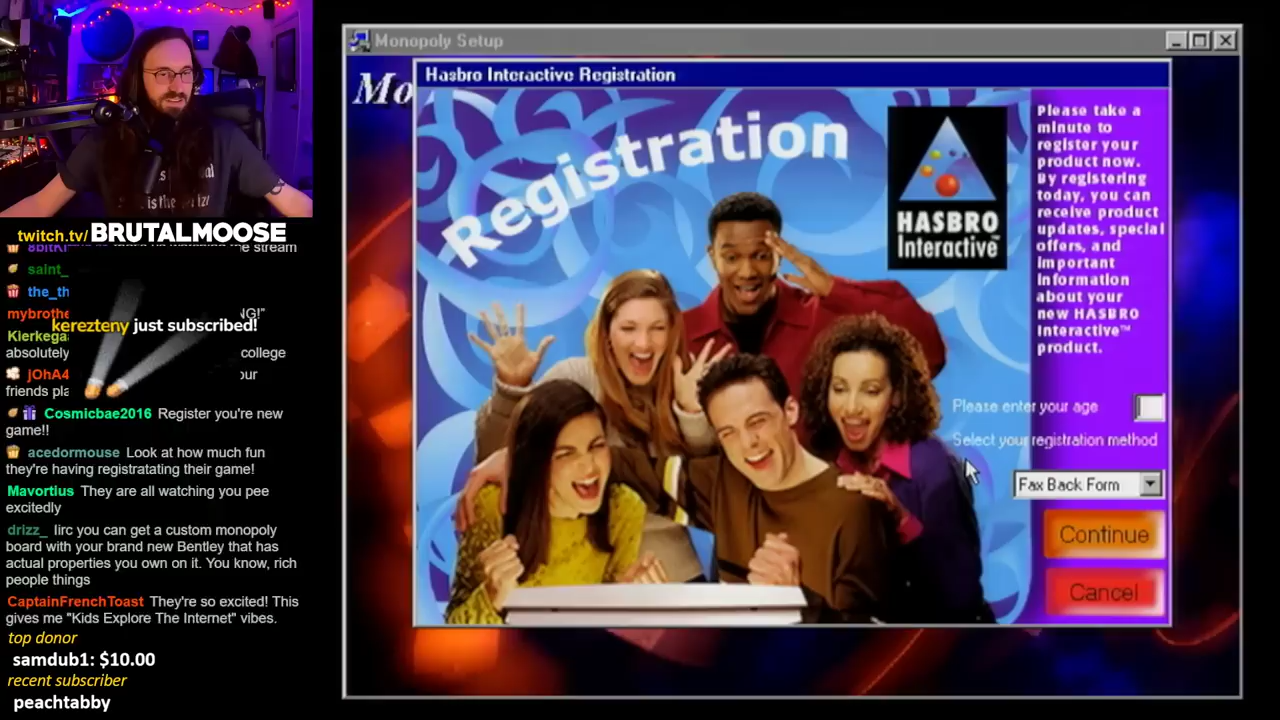 Monopoly Setup
Mo
Hasbro Interactive Registration
Registration
HASBRO
Interactive™
Please take a
minute to
register your
product now.
By registering
today, you can
receive product
updates, special
offers, and
important
information
about your
new HASBRO
Interactive™
product.
Please enter your age
Select your registration method
Fax Back Form
Continue
Cancel
twitch.tv/BRUTALMOOSE
the stream
saint_
the_th
mybrothe NG!"
Kierkega
absolutely college
jOhA4 our
friends pla
kerezteny just subscribed!
Cosmicbae2016 Register you're new
game!!
acedormouse Look at how much fun
they're having registratating their game!
Mavortius They are all watching you pee
excitedly
drizz_ Iirc you can get a custom monopoly
board with your brand new Bentley that has
actual properties you own on it. You know, rich
people things
CaptainFrenchToast They're so excited! This
gives me "Kids Explore The Internet" vibes.
top donor
samdub1: $10.00
recent subscriber
peachtabby